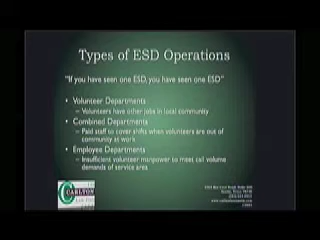 Types of ESD Operations
"If you have seen one ESD, you have seen one ESD"
• Volunteer Departments
– Volunteers have other jobs in local community
• Combined Departments
– Paid staff to cover shifts when volunteers are out of
community at work
• Employee Departments
– Insufficient volunteer manpower to meet call volume
demands of service area
CARLTON